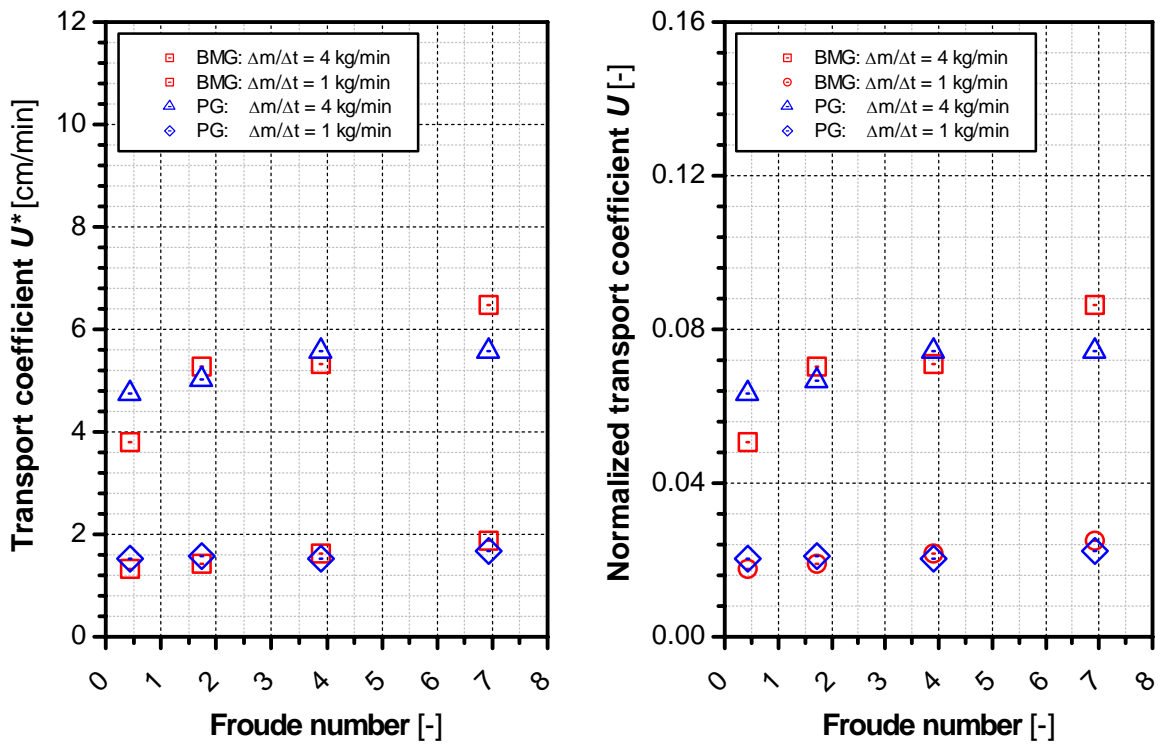 12
10
8
6
4
2
0
Transport coefficient U* [cm/min]
BMG: Δm/Δt = 4 kg/min
BMG: Δm/Δt = 1 kg/min
PG: Δm/Δt = 4 kg/min
PG: Δm/Δt = 1 kg/min
0 1 2 3 4 5 6 7 8
Froude number [-]
0.16
0.12
0.08
0.04
0.00
Normalized transport coefficient U [-]
BMG: Δm/Δt = 4 kg/min
BMG: Δm/Δt = 1 kg/min
PG: Δm/Δt = 4 kg/min
PG: Δm/Δt = 1 kg/min
0 1 2 3 4 5 6 7 8
Froude number [-]